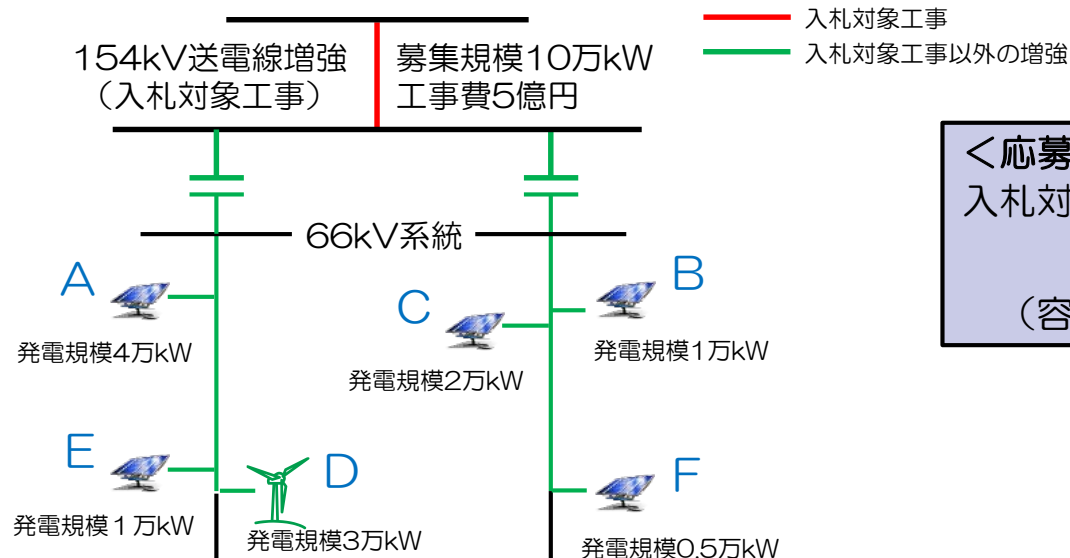 入札対象工事
入札対象工事以外の増強
154kV送電線増強
（入札対象工事）
募集規模10万kW
工事費5億円
＜応募
入札対
（容
66kV系統
A
発電規模4万kW
B
発電規模1万kW
C
発電規模2万kW
E
発電規模１万kW
D
発電規模3万kW
F
発電規模0.5万kW